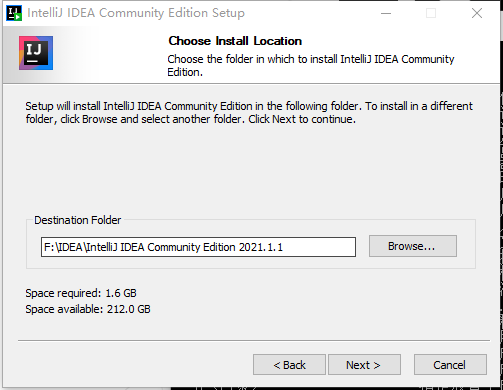 IntelliJ IDEA Community Edition Setup
IJ
Choose Install Location
Choose the folder in which to install IntelliJ IDEA Community
Edition.
Setup will install IntelliJ IDEA Community Edition in the following folder. To install in a different
folder, click Browse and select another folder. Click Next to continue.
Destination Folder
F:\IDEA\IntelliJ IDEA Community Edition 2021.1.1
Browse...
Space required: 1.6 GB
Space available: 212.0 GB
< Back
Next >
Cancel